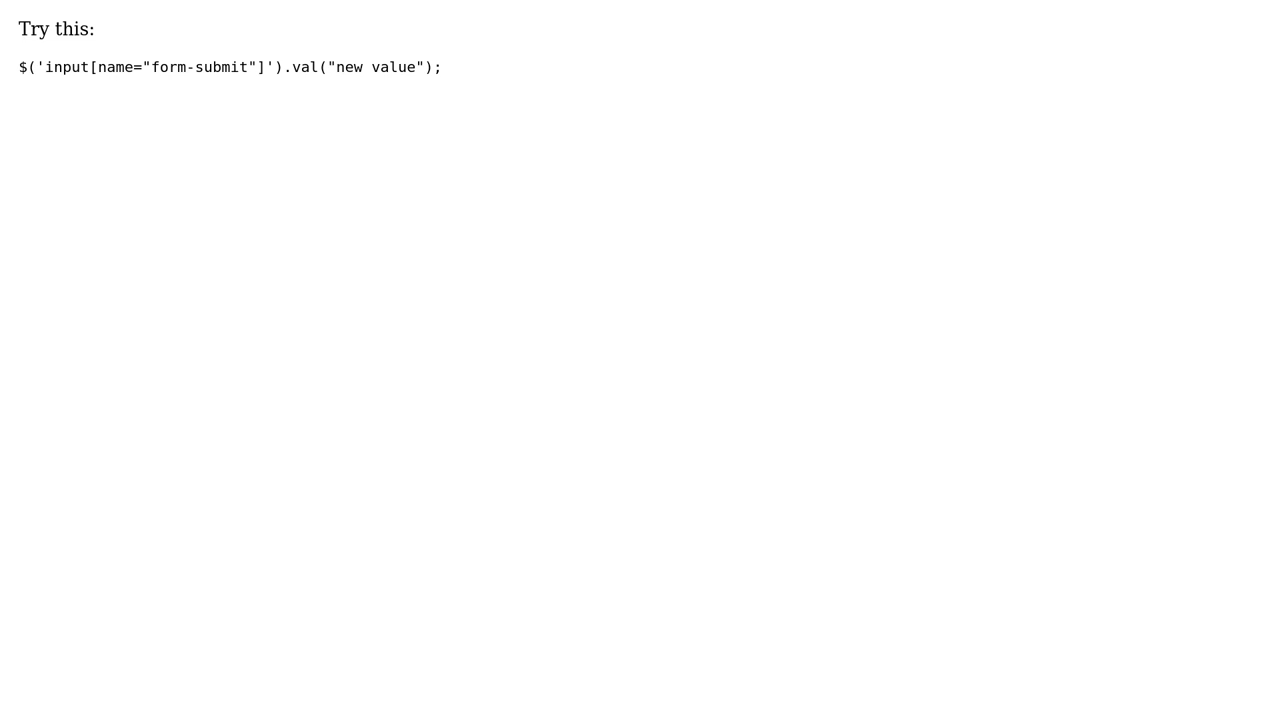 Try this:
$('input[name="form-submit"]').val("new value");